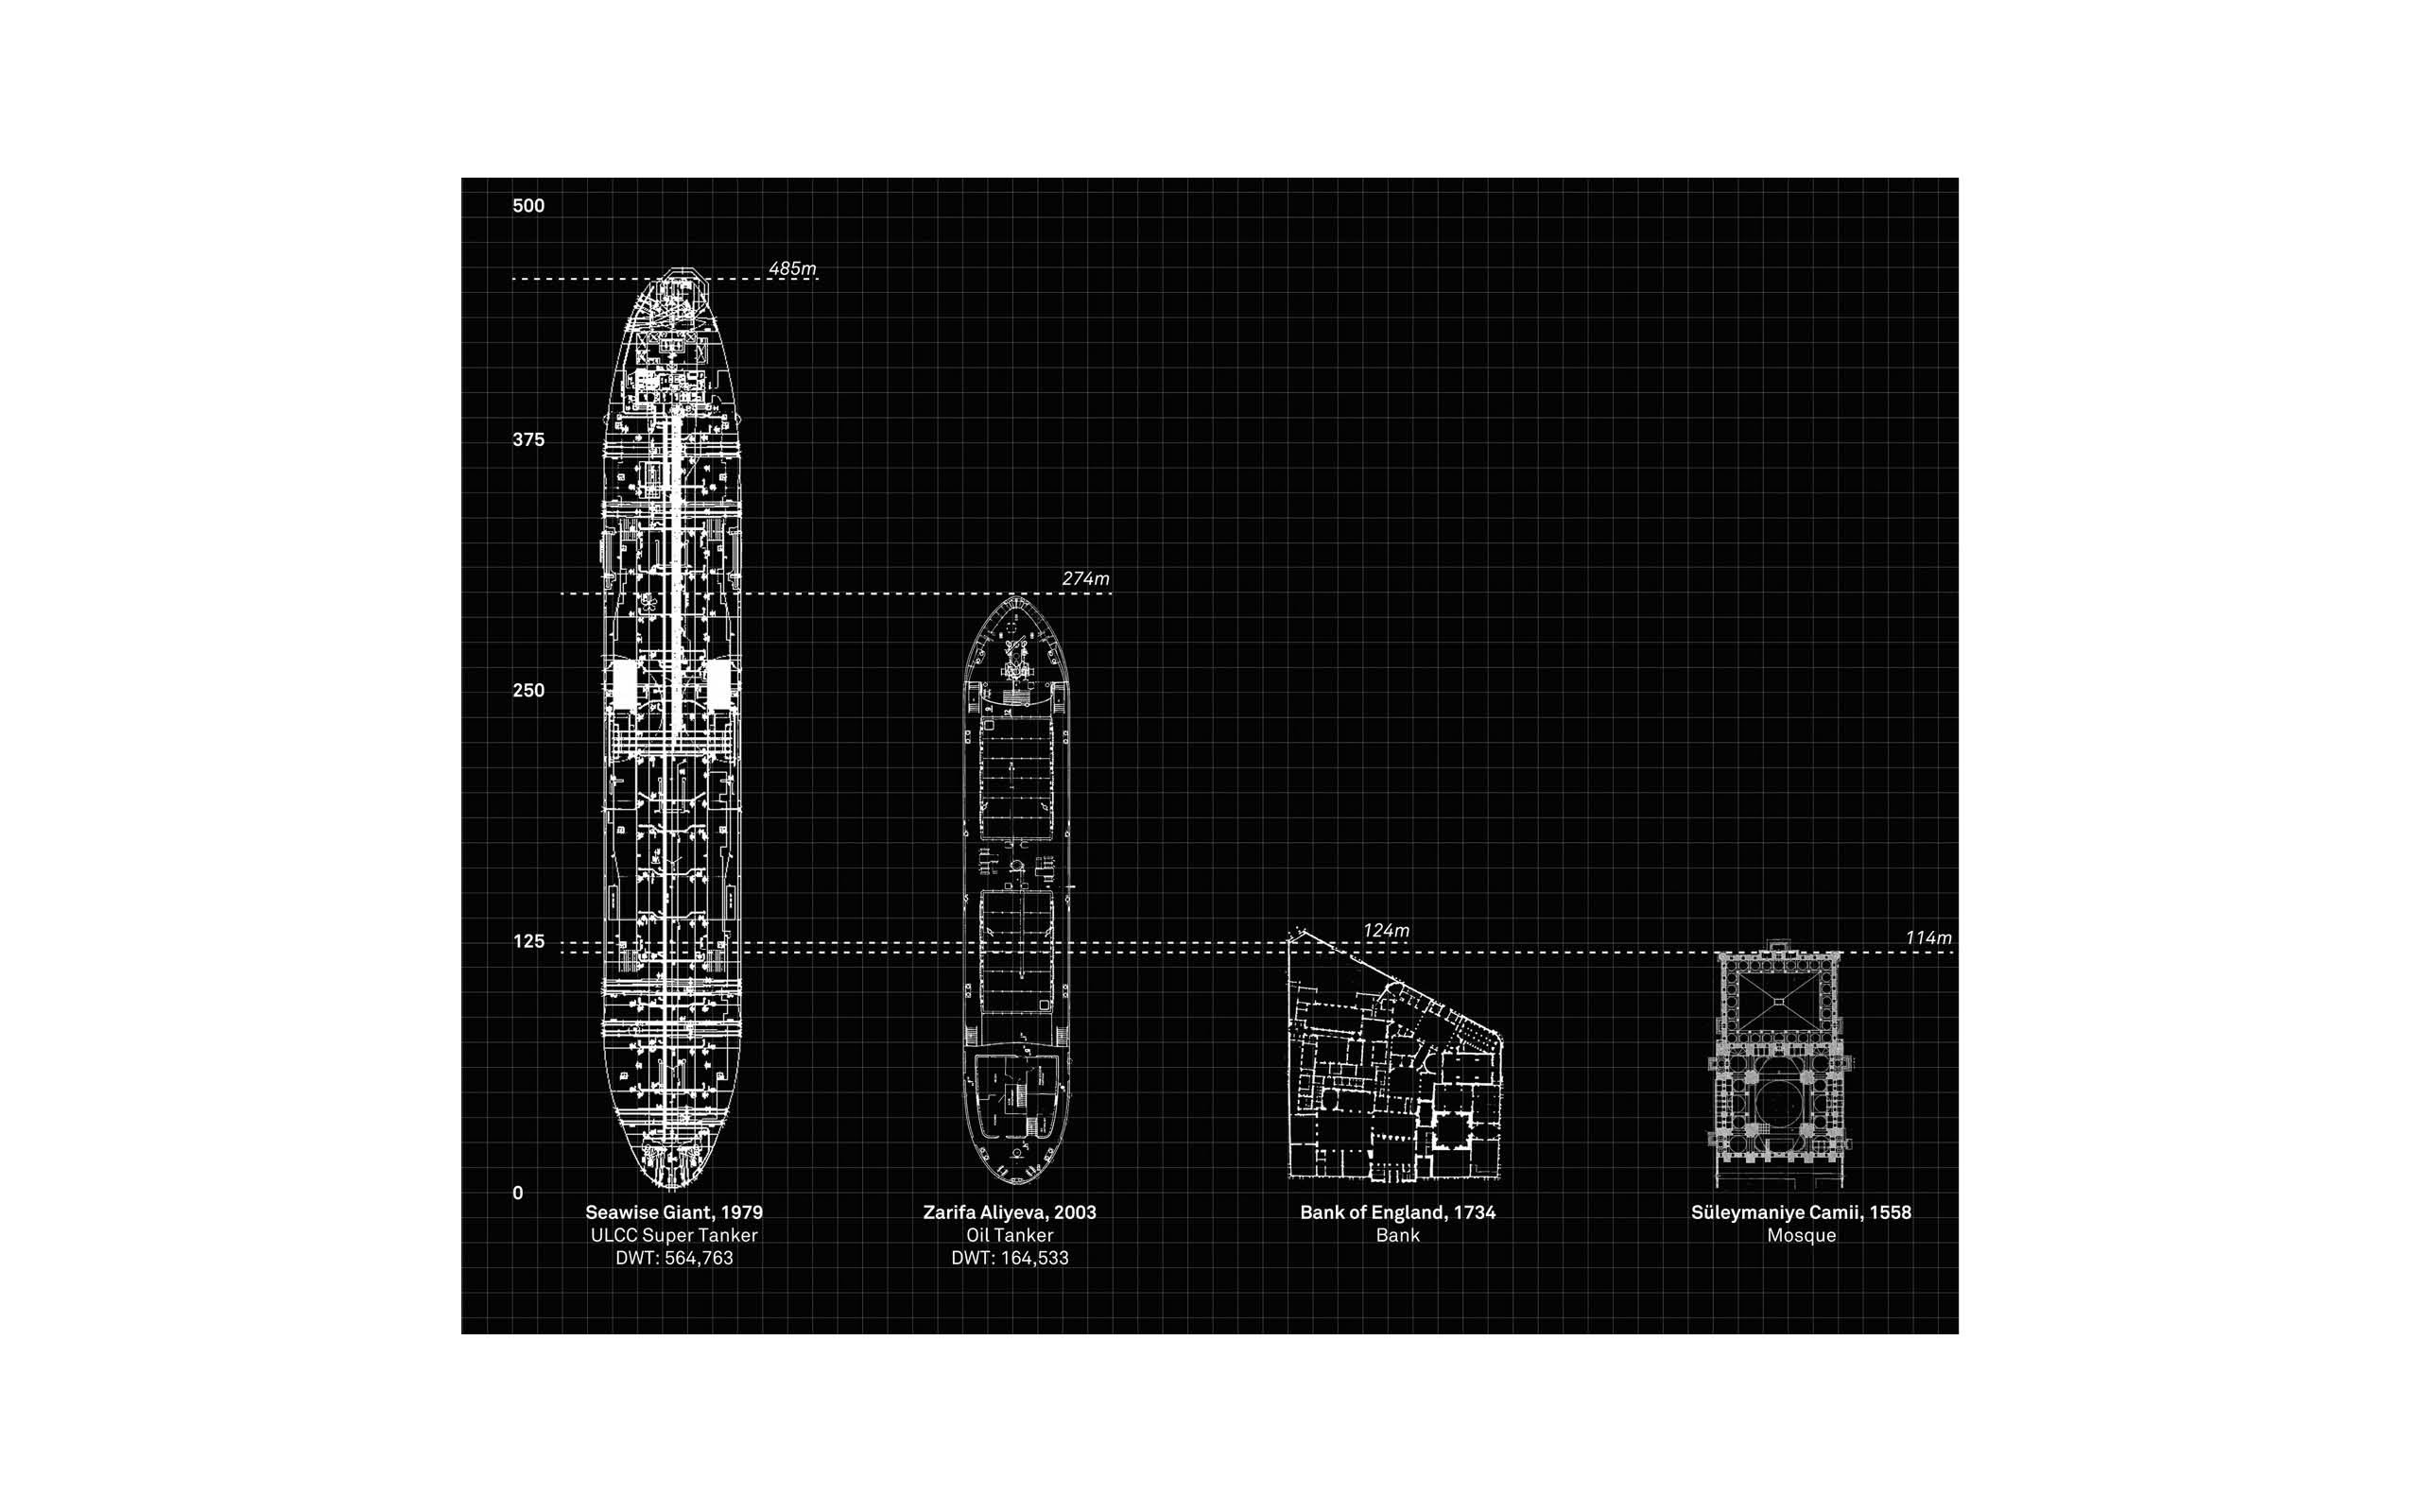 500
485m
375
274m
250
125
124m
114m
0
Seawise Giant, 1979
ULCC Super Tanker
DWT: 564,763
Zarifa Aliyeva, 2003
Oil Tanker
DWT: 164,533
Bank of England, 1734
Bank
Süleymaniye Camii, 1558
Mosque